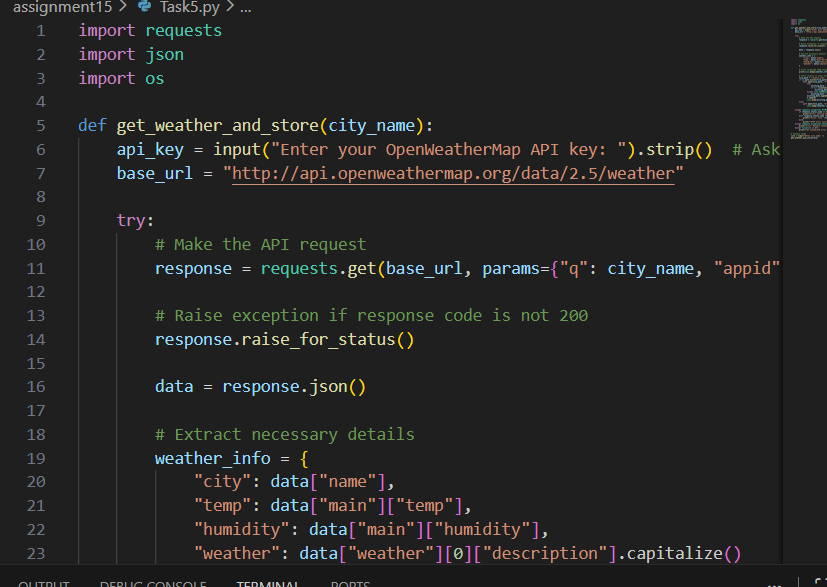 assignment15 > Task5.py > ...
1 import requests
2 import json
3 import os
4
5 def get_weather_and_store(city_name):
6     api_key = input("Enter your OpenWeatherMap API key: ").strip()  # Ask
7     base_url = "http://api.openweathermap.org/data/2.5/weather"
8
9     try:
10         # Make the API request
11         response = requests.get(base_url, params={"q": city_name, "appid"
12
13         # Raise exception if response code is not 200
14         response.raise_for_status()
15
16         data = response.json()
17
18         # Extract necessary details
19         weather_info = {
20             "city": data["name"],
21             "temp": data["main"]["temp"],
22             "humidity": data["main"]["humidity"],
23             "weather": data["weather"][0]["description"].capitalize()
OUTPUT DEBUG CONSOLE TERMINAL PORTS ...